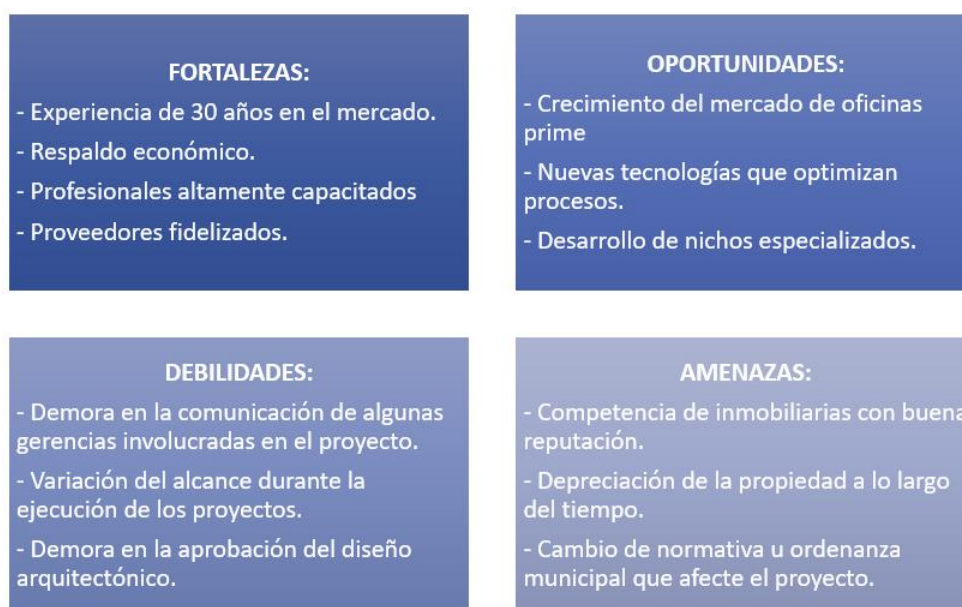 FORTALEZAS:
- Experiencia de 30 años en el mercado.
- Respaldo económico.
- Profesionales altamente capacitados
- Proveedores fidelizados.
OPORTUNIDADES:
- Crecimiento del mercado de oficinas
prime
- Nuevas tecnologías que optimizan
procesos.
- Desarrollo de nichos especializados.
DEBILIDADES:
- Demora en la comunicación de algunas
gerencias involucradas en el proyecto.
- Variación del alcance durante la
ejecución de los proyectos.
- Demora en la aprobación del diseño
arquitectónico.
AMENAZAS:
- Competencia de inmobiliarias con buena
reputación.
- Depreciación de la propiedad a lo largo
del tiempo.
- Cambio de normativa u ordenanza
municipal que afecte el proyecto.